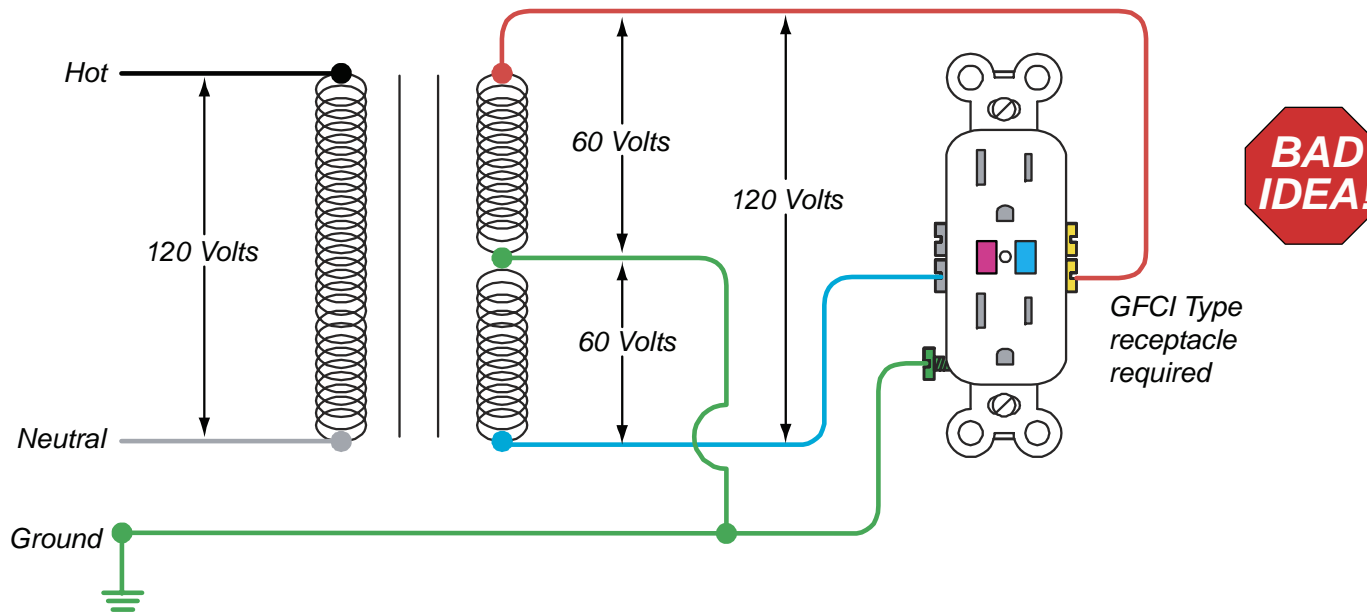 Hot
120 Volts
Neutral
Ground
60 Volts
60 Volts
120 Volts
GFCI Type
receptacle
required
BAD
IDEA!